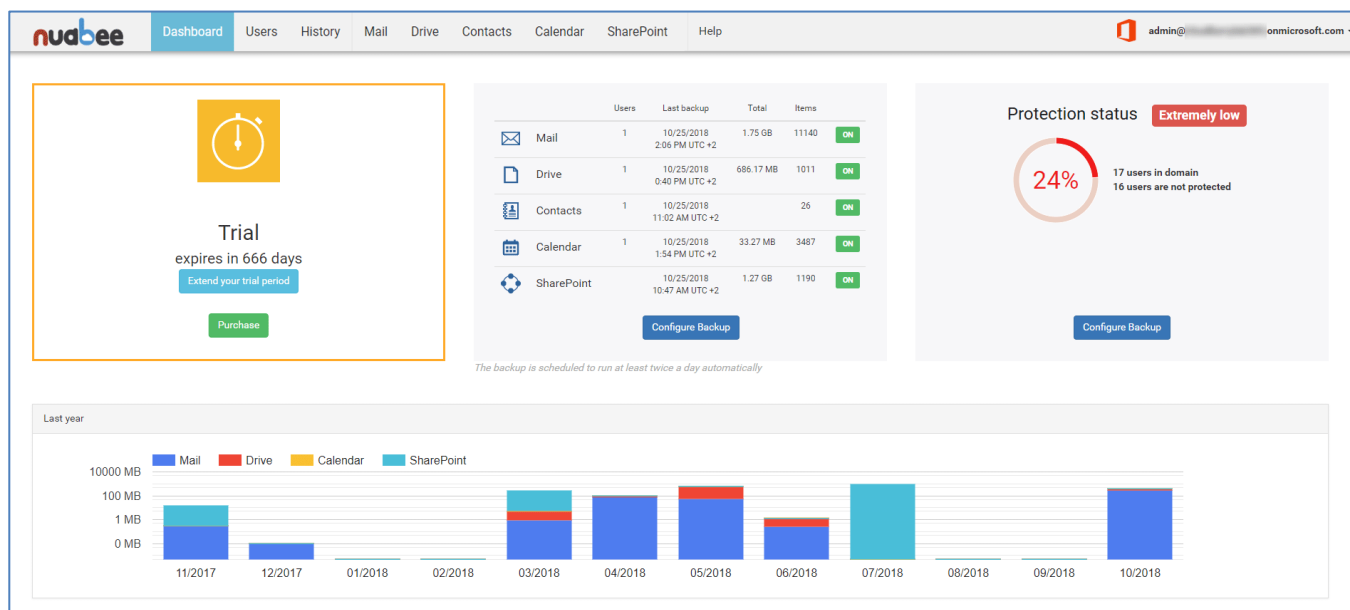 nuabee Dashboard Users History Mail Drive Contacts Calendar SharePoint Help admin@ onmicrosoft.com
Trial
expires in 666 days
Extend your trial period
Purchase
Users Last backup Total Items
Mail 1 10/25/2018 1.75 GB 11140 ON
2:06 PM UTC +2
Drive 1 10/25/2018 686.17 MB 1011 ON
0:40 PM UTC +2
Contacts 1 10/25/2018 26 ON
11:02 AM UTC +2
Calendar 1 10/25/2018 33.27 MB 3487 ON
1:54 PM UTC +2
SharePoint 10/25/2018 1.27 GB 1190 ON
10:47 AM UTC +2
Configure Backup
The backup is scheduled to run at least twice a day automatically
Protection status Extremely low
24%
17 users in domain
16 users are not protected
Configure Backup
Last year
Mail Drive Calendar SharePoint
10000 MB
100 MB
1 MB
0 MB
11/2017 12/2017 01/2018 02/2018 03/2018 04/2018 05/2018 06/2018 07/2018 08/2018 09/2018 10/2018